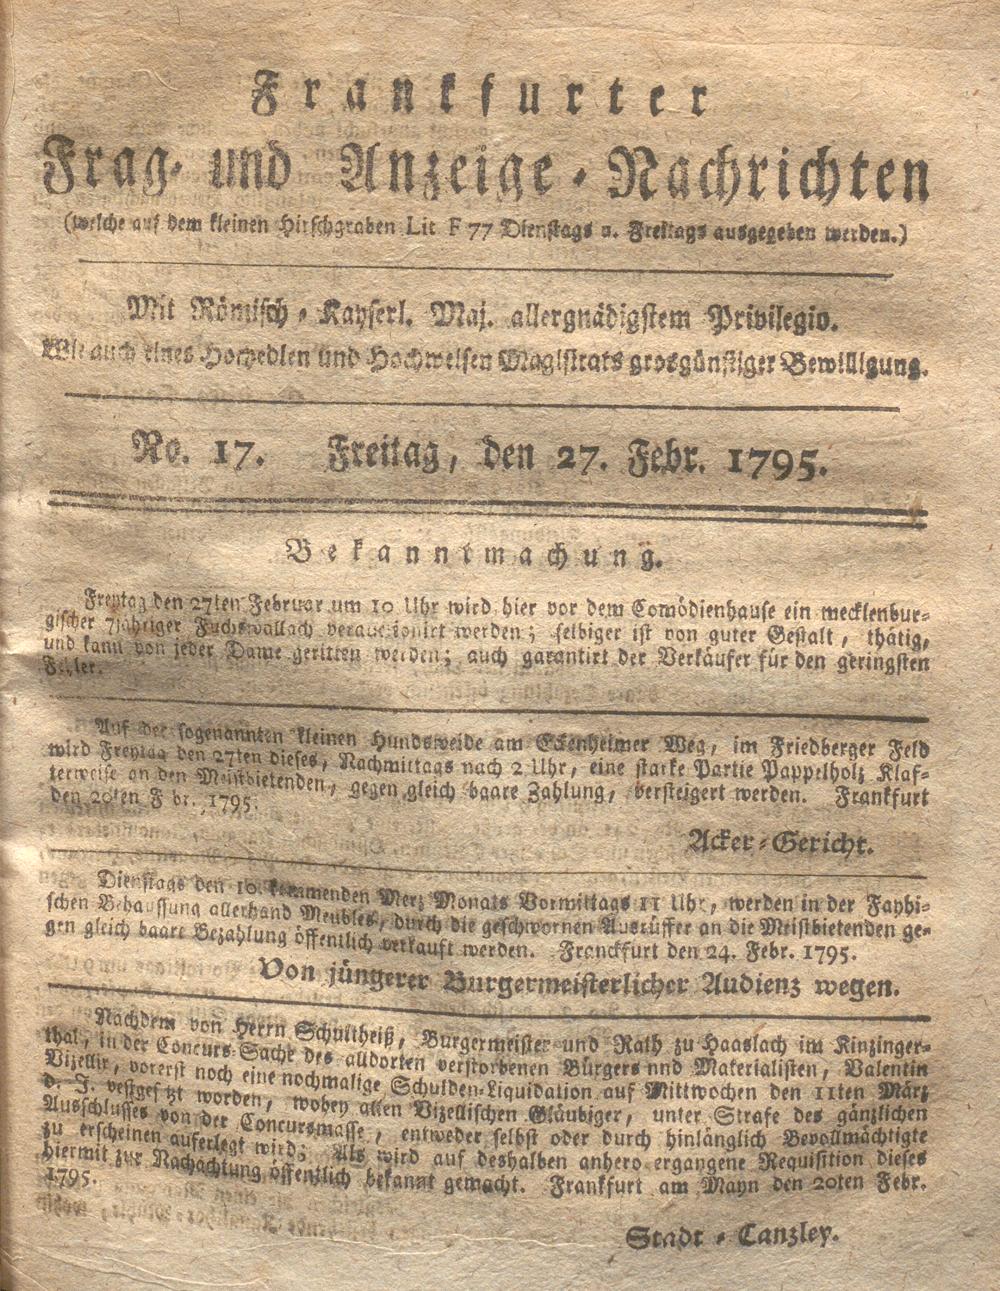 Frankfurter
Frag- und Anzeige-Nachrichten
(welche auf dem kleinen Hirschgraben Lit F 77 Dienstags u. Freitags ausgegeben werden.)
Mit Römisch-Kayserl. Maj. allergnädigstem Privilegio.
Wie auch eines Hochedlen und Hochweisen Magistrats grosgünstiger Bewilligung.
No. 17. Freitag, den 27. Febr. 1795.
Bekanntmachung.
Freytag den 27ten Februar um 10 Uhr wird hier vor dem Comödienhause ein mecklenbur-
gischer 7jähriger Fuchswallach verauctionirt werden; selbiger ist von guter Gestalt, thätig,
und kann von jeder Dame geritten werden; auch garantirt der Verkäufer für den geringsten
Fehler.
Auf der sogenannten kleinen Hundsweide am Eckenheimer Weg, im Friedberger Feld
wird Freytag den 27ten dieses, Nachmittags nach 2 Uhr, eine starke Partie Pappelholz Klaf-
terweise an den Meistbietenden, gegen gleich baare Zahlung, versteigert werden. Frankfurt
den 20ten Febr. 1795.
Acker-Gericht.
Dienstags den 10. kommenden Merz Monats Vormittags 11 Uhr, werden in der Fayhi-
schen Behaussung allerhand Meubles, durch die geschwornen Ausrüffer an die Meistbietenden ge-
gen gleich baare Bezahlung öffentlich verkauft werden. Franckfurt den 24. Febr. 1795.
Von jüngerer Burgermeisterlicher Audienz wegen.
Nachdem von Herrn Schultheiß, Burgermeister und Rath zu Haaslach im Kinzinger-
thal, in der Concurs-Sache des alldorten verstorbenen Bürgers nnd Materialisten, Valentin
Vizellir, vorerst noch eine nochmalige Schulden-Liquidation auf Mittwochen den 11ten März
d. J. vestgesetzt worden, wobey allen Vizellischen Gläubiger, unter Strafe des gänzlichen
Ausschlusses von der Concursmasse, entweder selbst oder durch hinlänglich Bevollmächtigte
zu erscheinen auferlegt wird; Als wird auf deshalben anhero ergangene Requisition dieses
hiermit zur Nachachtung öffentlich bekannt gemacht. Frankfurt am Mayn den 20ten Febr.
1795.
Stadt-Canzley.